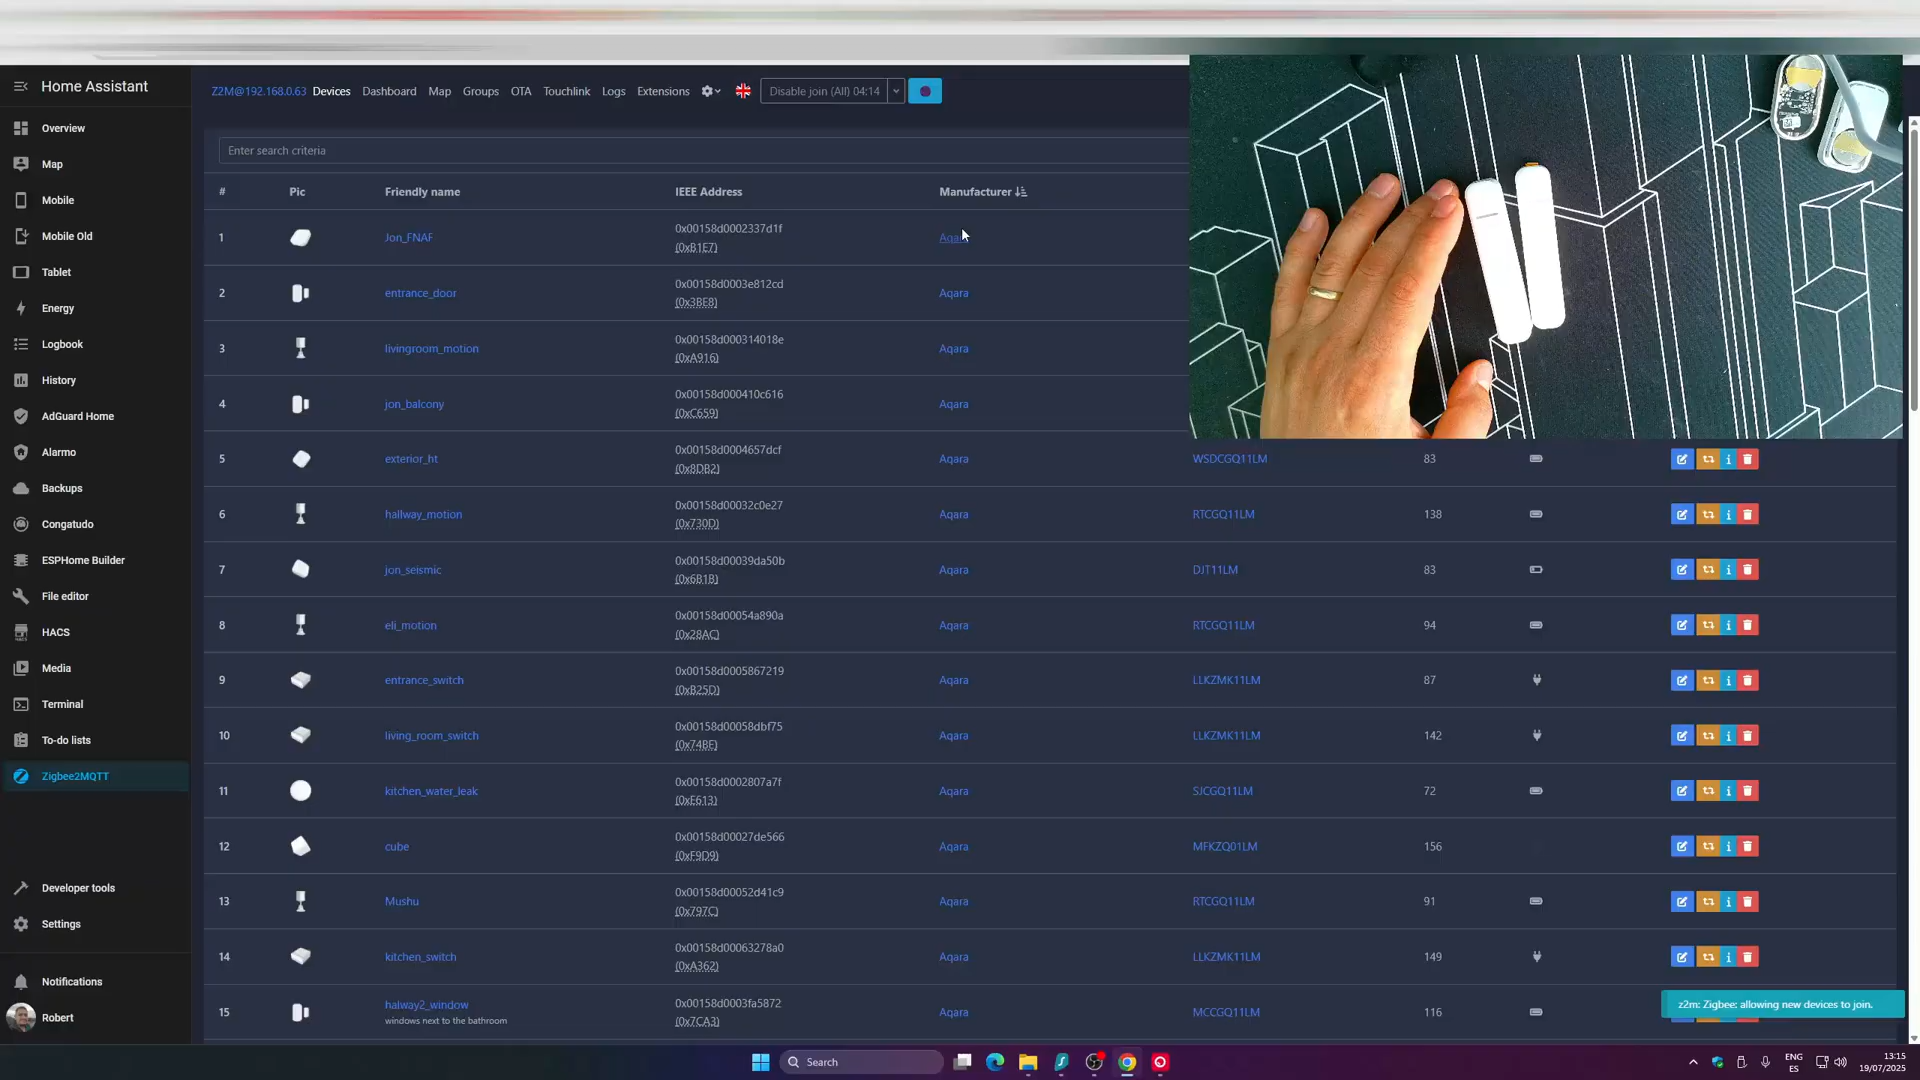 Home Assistant
Overview
Map
Mobile
Mobile Old
Tablet
Energy
Logbook
History
AdGuard Home
Alarmo
Backups
Congatudo
ESPHome Builder
File editor
HACS
Media
Terminal
To-do lists
Zigbee2MQTT
Developer tools
Settings
Notifications
Robert
Z2M@192.168.0.63 Devices Dashboard Map Groups OTA Touchlink Logs Extensions Disable join (All) 04:14
Enter search criteria
# Pic Friendly name IEEE Address Manufacturer
1 Jon_FNAF 0x00158d0002337d1f Aqara
(0xB1E7)
2 entrance_door 0x00158d0003e812cd Aqara
(0x3BE8)
3 livingroom_motion 0x00158d000314018e Aqara
(0xA916)
4 jon_balcony 0x00158d000410c616 Aqara
(0xC659)
5 exterior_ht 0x00158d0004657dcf Aqara WSDCGQ11LM 83
(0x8DB2)
6 hallway_motion 0x00158d00032c0e27 Aqara RTCGQ11LM 138
(0x730D)
7 jon_seismic 0x00158d00039da50b Aqara DJT11LM 83
(0x6B1B)
8 eli_motion 0x00158d00054a890a Aqara RTCGQ11LM 94
(0x28AC)
9 entrance_switch 0x00158d0005867219 Aqara LLKZMK11LM 87
(0xB25D)
10 living_room_switch 0x00158d00058dbf75 Aqara LLKZMK11LM 142
(0x74BF)
11 kitchen_water_leak 0x00158d0002807a7f Aqara SJCGQ11LM 72
(0xE613)
12 cube 0x00158d00027de566 Aqara MFKZQ01LM 156
(0xF9D9)
13 Mushu 0x00158d00052d41c9 Aqara RTCGQ11LM 91
(0x797C)
14 kitchen_switch 0x00158d00063278a0 Aqara LLKZMK11LM 149
(0xA362)
15 halway2_window 0x00158d0003fa5872 Aqara MCCGQ11LM 116
windows next to the bathroom (0x7CA3)
z2m: Zigbee: allowing new devices to join.
Search
ENG
ES
13:15
19/07/2025